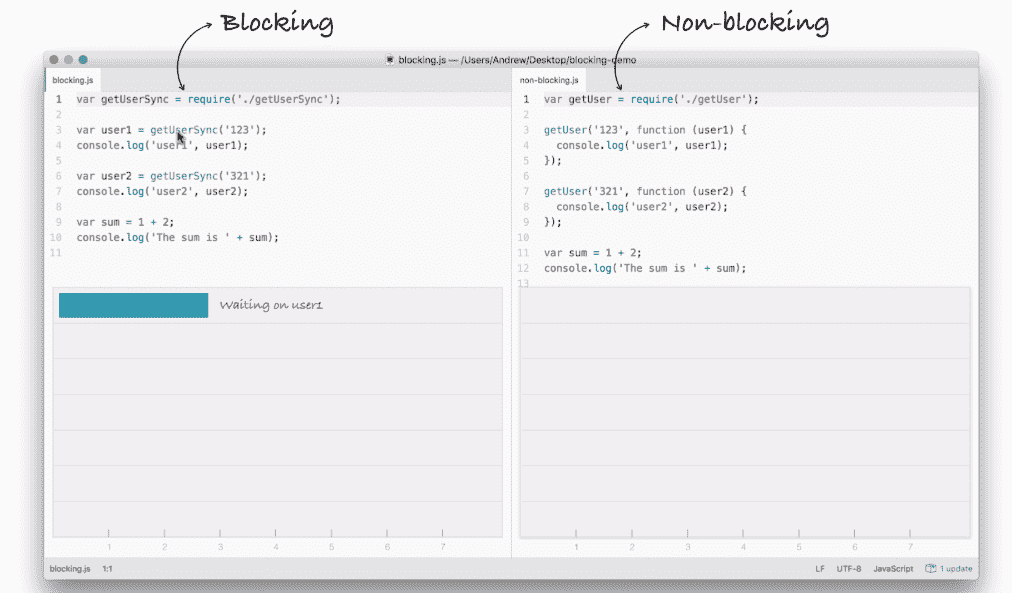 Blocking
Non-blocking
blocking.js — /Users/Andrew/Desktop/blocking-demo
blocking.js
1 var getUserSync = require('./getUserSync');
2
3 var user1 = getUserSync('123');
4 console.log('user1', user1);
5
6 var user2 = getUserSync('321');
7 console.log('user2', user2);
8
9 var sum = 1 + 2;
10 console.log('The sum is ' + sum);
11
Waiting on user1
1 2 3 4 5 6 7
non-blocking.js
1 var getUser = require('./getUser');
2
3 getUser('123', function (user1) {
4 console.log('user1', user1);
5 });
6
7 getUser('321', function (user2) {
8 console.log('user2', user2);
9 });
10
11 var sum = 1 + 2;
12 console.log('The sum is ' + sum);
13
1 2 3 4 5 6 7
blocking.js 1:1 LF UTF-8 JavaScript 1 update